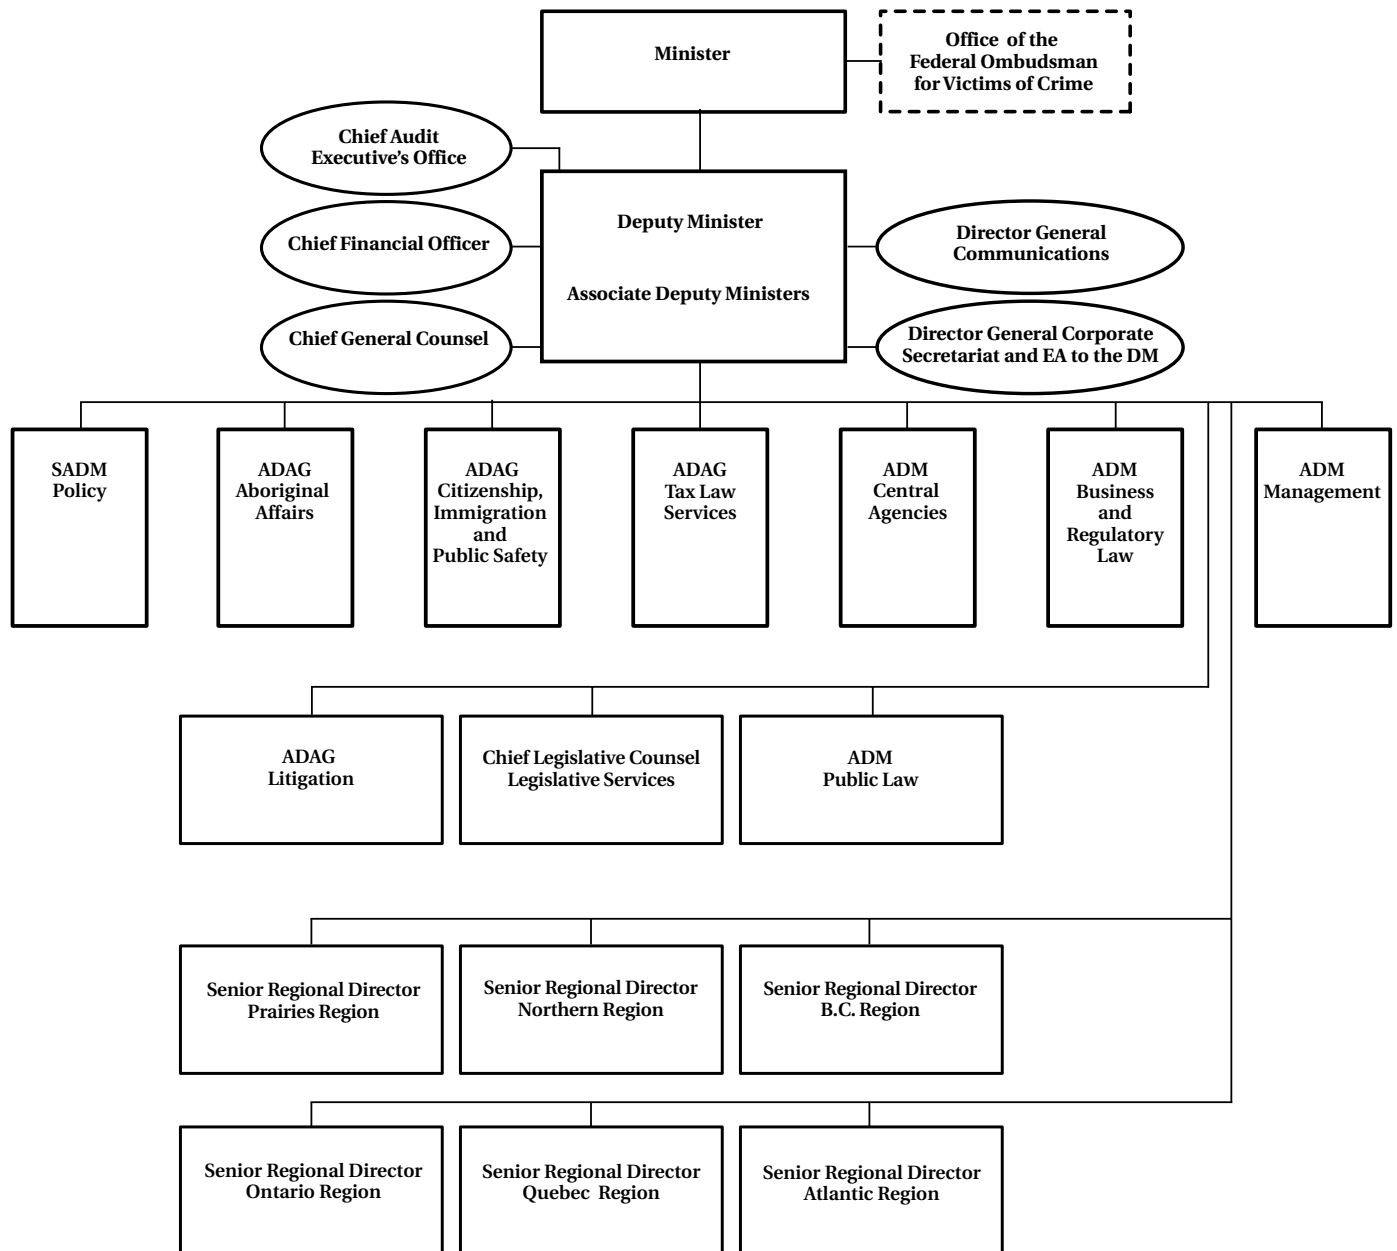 Minister
Office of the
Federal Ombudsman
for Victims of Crime
Chief Audit
Executive's Office
Chief Financial Officer
Chief General Counsel
Deputy Minister
Associate Deputy Ministers
Director General
Communications
Director General Corporate
Secretariat and EA to the DM
SADM
Policy
ADAG
Aboriginal
Affairs
ADAG
Citizenship,
Immigration
and
Public Safety
ADAG
Tax Law
Services
ADM
Central
Agencies
ADM
Business
and
Regulatory
Law
ADM
Management
ADAG
Litigation
Chief Legislative Counsel
Legislative Services
ADM
Public Law
Senior Regional Director
Prairies Region
Senior Regional Director
Northern Region
Senior Regional Director
B.C. Region
Senior Regional Director
Ontario Region
Senior Regional Director
Quebec Region
Senior Regional Director
Atlantic Region